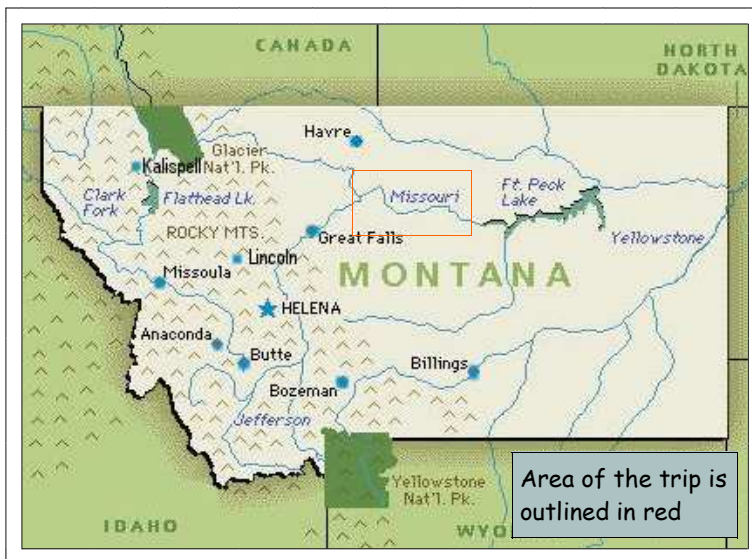 CANADA
NORTH
DAKOTA
Havre
Glacier
Nat'l. Pk.
Kalispell
Clark
Fork
Flathead Lk.
Missouri
Ft. Peck
Lake
ROCKY MTS.
Great Falls
Yellowstone
Lincoln
Missoula
MONTANA
HELENA
Anaconda
Butte
Billings
Bozeman
Jefferson
Yellowstone
Nat'l. Pk.
IDAHO
WYO
Area of the trip is
outlined in red